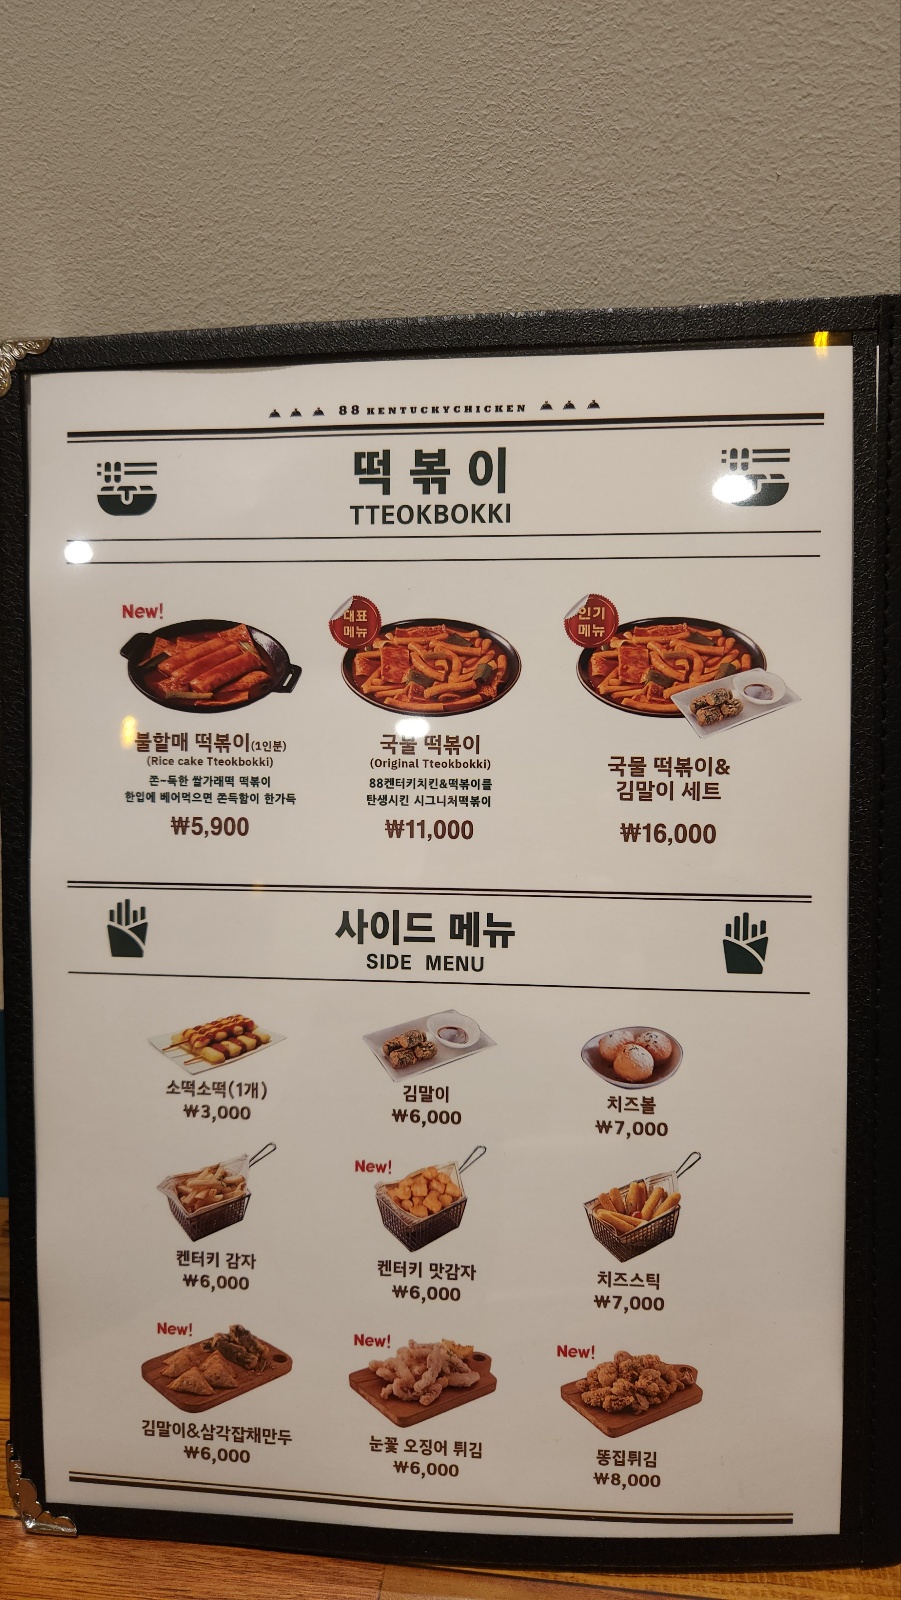 88 KENTUCKYCHICKEN
떡볶이
TTEOKBOKKI
New!
불할매 떡볶이(1인분)
(Rice cake Tteokbokki)
쫀~득한 쌀가래떡 떡볶이
한입에 베어먹으면 쫀득함이 한가득
₩5,900
대표
메뉴
국물 떡볶이
(Original Tteokbokki)
88켄터키치킨&떡볶이를
탄생시킨 시그니처떡볶이
₩11,000
인기
메뉴
국물 떡볶이&
김말이 세트
₩16,000
사이드 메뉴
SIDE MENU
소떡소떡(1개)
₩3,000
김말이
₩6,000
치즈볼
₩7,000
켄터키 감자
₩6,000
New!
켄터키 맛감자
₩6,000
치즈스틱
₩7,000
New!
김말이&삼각잡채만두
₩6,000
New!
눈꽃 오징어 튀김
₩6,000
New!
똥집튀김
₩8,000